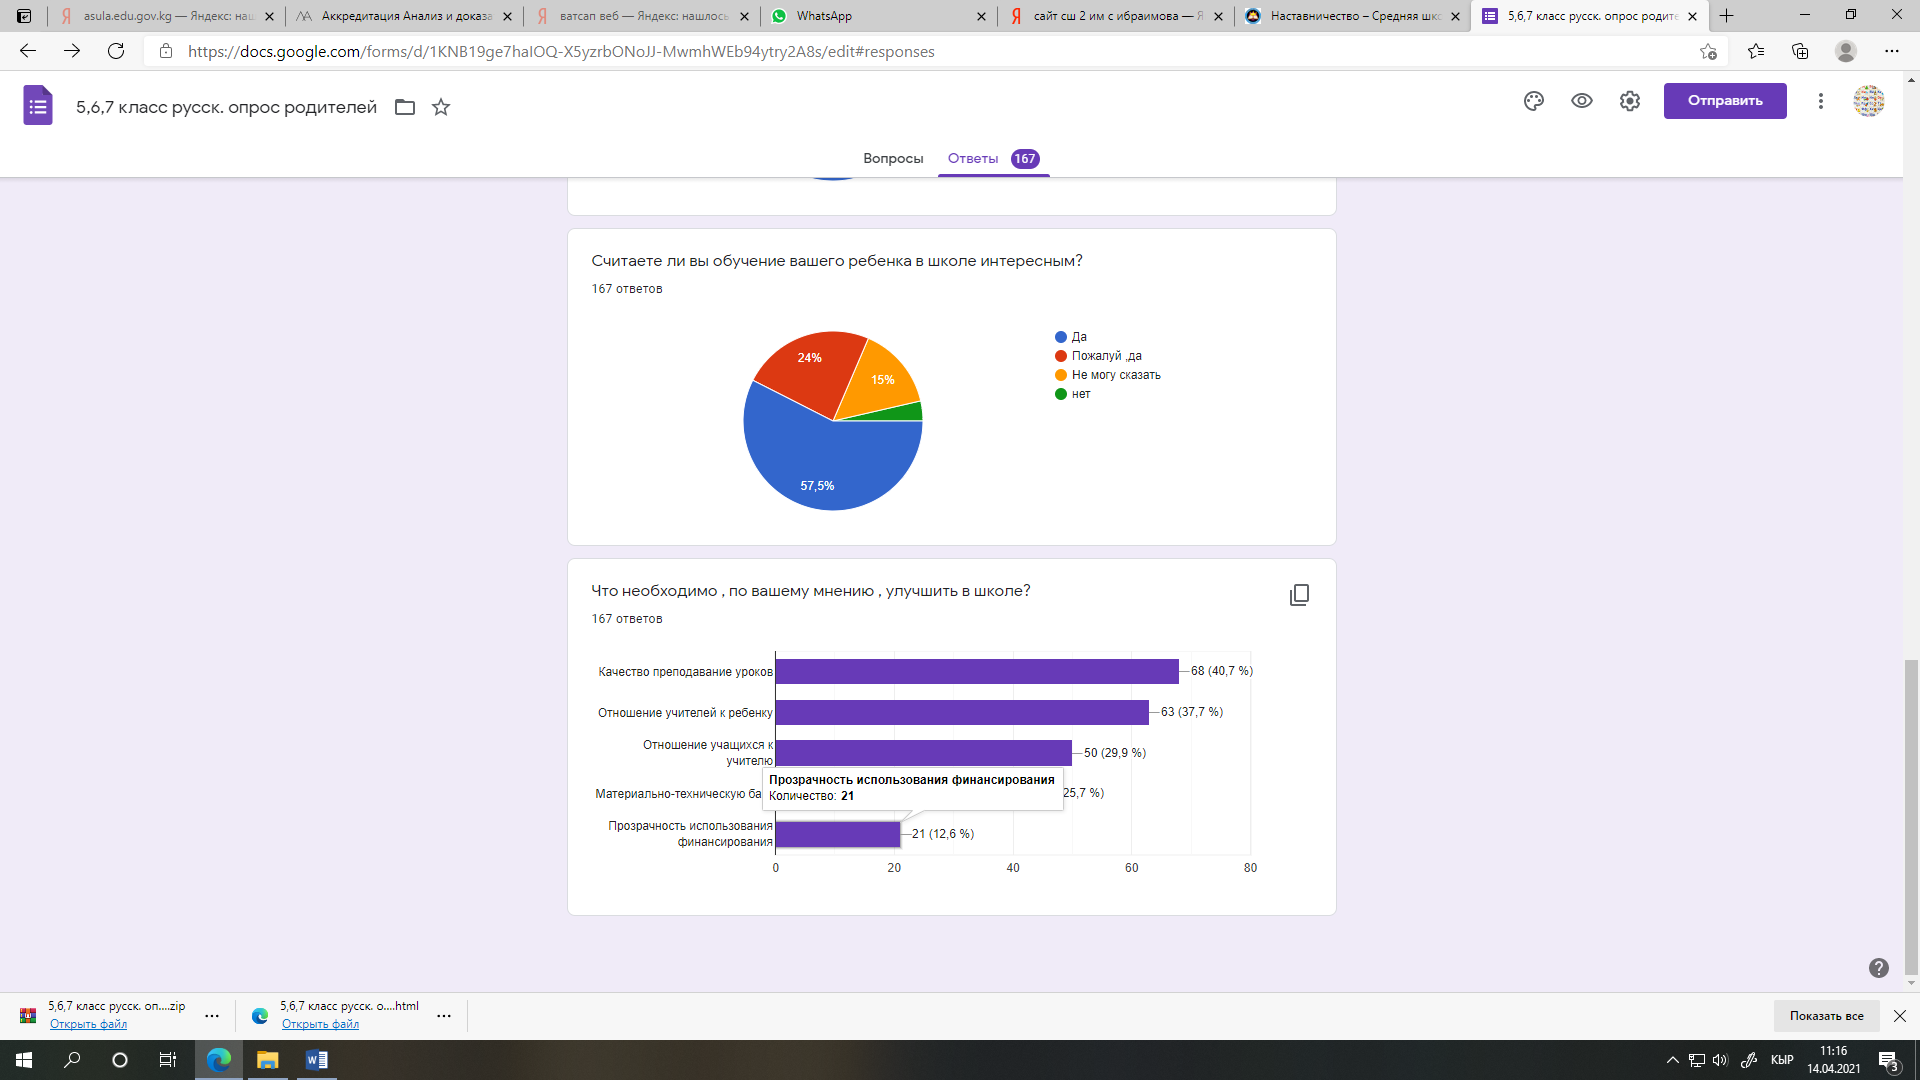 asula.edu.gov.kg — Яндекс: наш
Аккредитация Анализ и доказа
ватсап веб — Яндекс: нашлось
WhatsApp
сайт сш 2 им с ибраимова — Я
Наставничество – Средняя шко
5,6,7 класс русск. опрос родите
https://docs.google.com/forms/d/1KNB19ge7haIOQ-X5yzrbONoJJ-MwmhWEb94ytry2A8s/edit#responses
5,6,7 класс русск. опрос родителей
Отправить
Вопросы
Ответы 167
Считаете ли вы обучение вашего ребенка в школе интересным?
167 ответов
Да
Пожалуй ,да
Не могу сказать
нет
24%
15%
57,5%
Что необходимо , по вашему мнению , улучшить в школе?
167 ответов
Качество преподавание уроков
68 (40,7 %)
Отношение учителей к ребенку
63 (37,7 %)
Отношение учащихся к
учителю
50 (29,9 %)
Прозрачность использования финансирования
Количество: 21
Материально-техническую
25,7 %)
Прозрачность использования
финансирования
21 (12,6 %)
0 20 40 60 80
5,6,7 класс русск. оп....zip
Открыть файл
5,6,7 класс русск. о....html
Открыть файл
Показать все
КЫР
11:16
14.04.2021
3